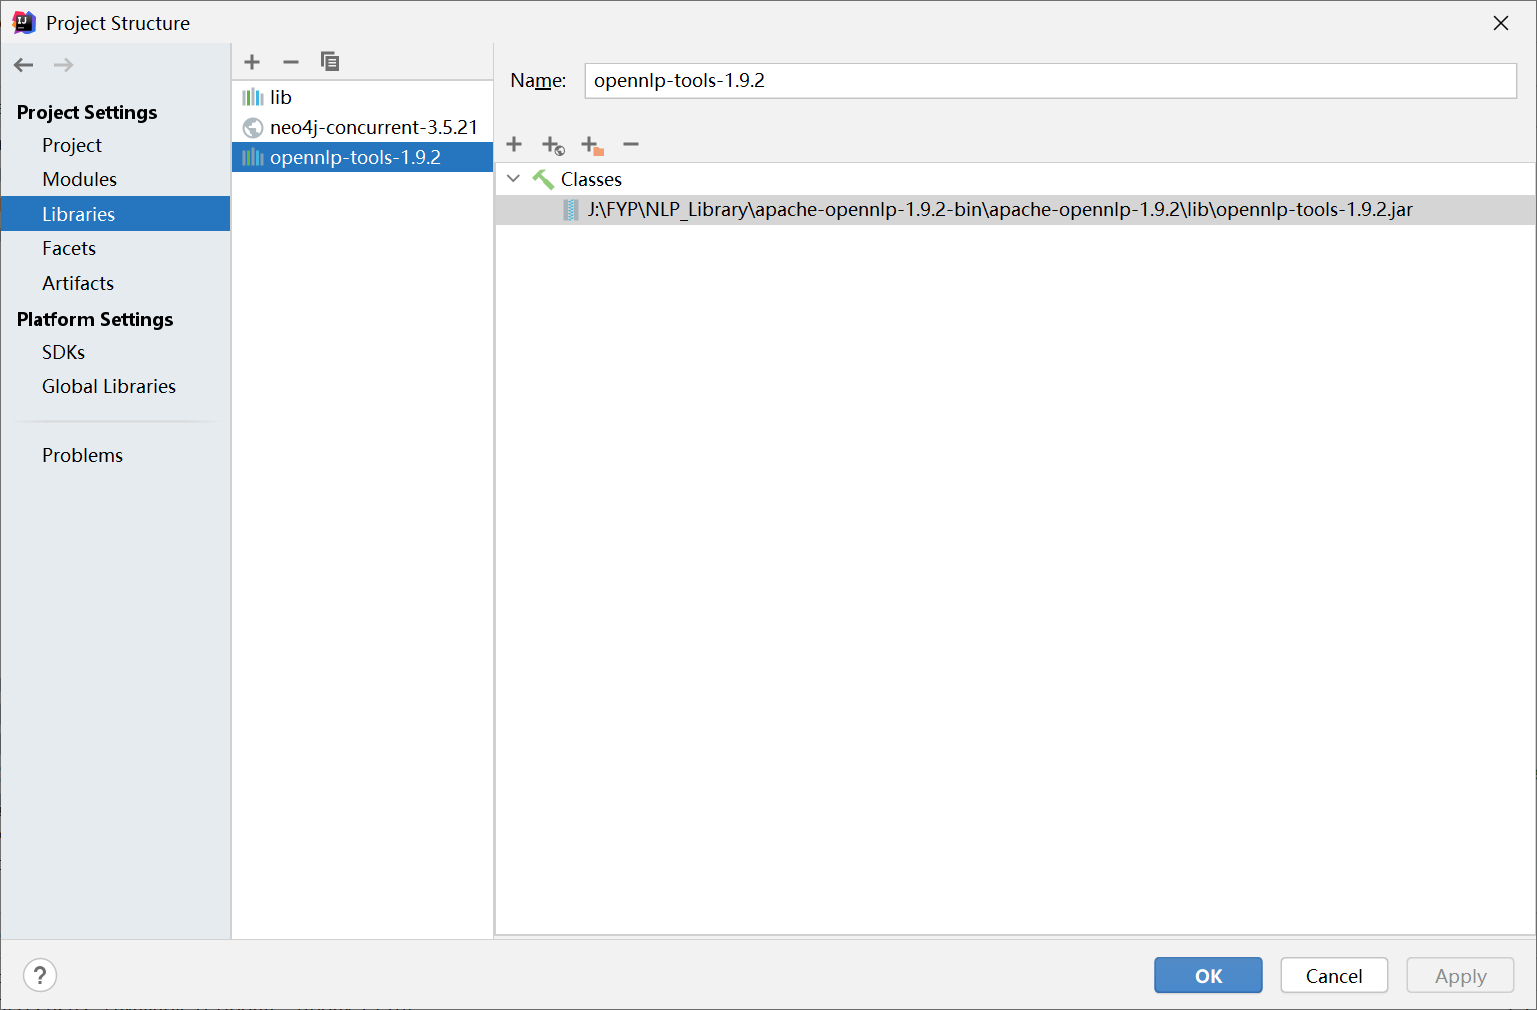 Project Structure
Project Settings
Project
Modules
Libraries
Facets
Artifacts
Platform Settings
SDKs
Global Libraries
Problems
lib
neo4j-concurrent-3.5.21
opennlp-tools-1.9.2
Name: opennlp-tools-1.9.2
Classes
J:\FYP\NLP_Library\apache-opennlp-1.9.2-bin\apache-opennlp-1.9.2\lib\opennlp-tools-1.9.2.jar
?
OK Cancel Apply